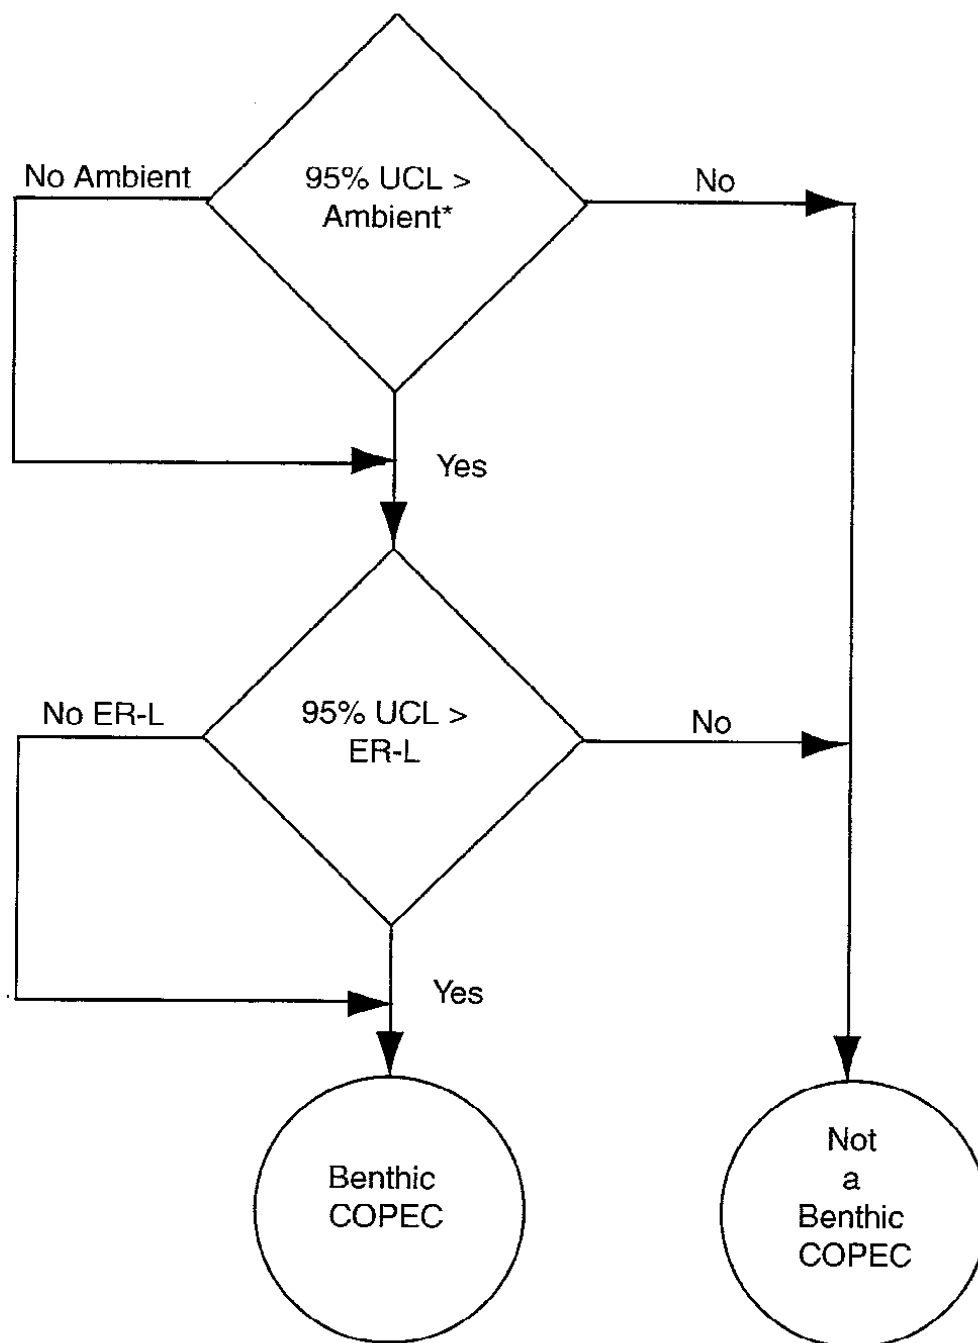 No Ambient
95% UCL >
Ambient*
No
Yes
No ER-L
95% UCL >
ER-L
No
Yes
Benthic
COPEC
Not
a
Benthic
COPEC